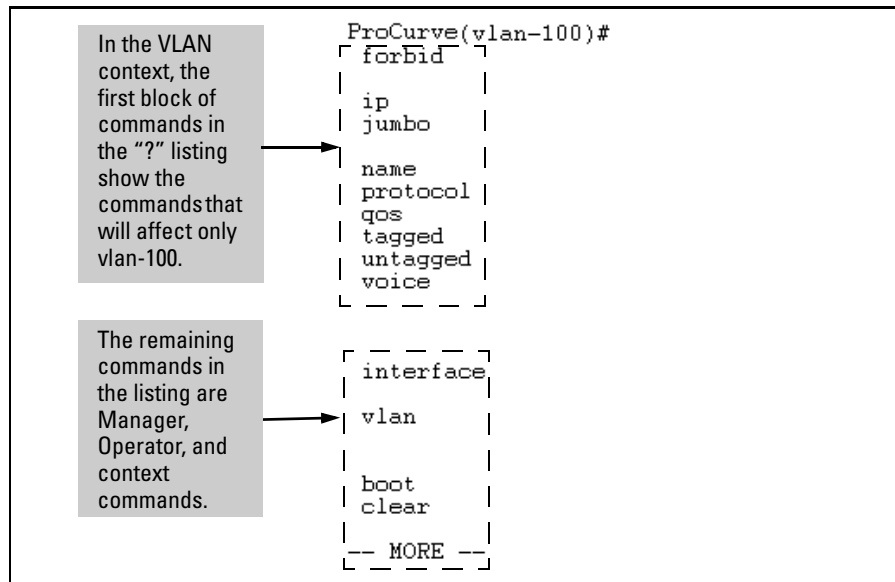 In the VLAN
context, the
first block of
commands in
the “?” listing
show the
commands that
will affect only
vlan-100.
ProCurve(vlan-100)#
forbid
ip
jumbo
name
protocol
qos
tagged
untagged
voice
The remaining
commands in
the listing are
Manager,
Operator, and
context
commands.
interface
vlan
boot
clear
-- MORE --